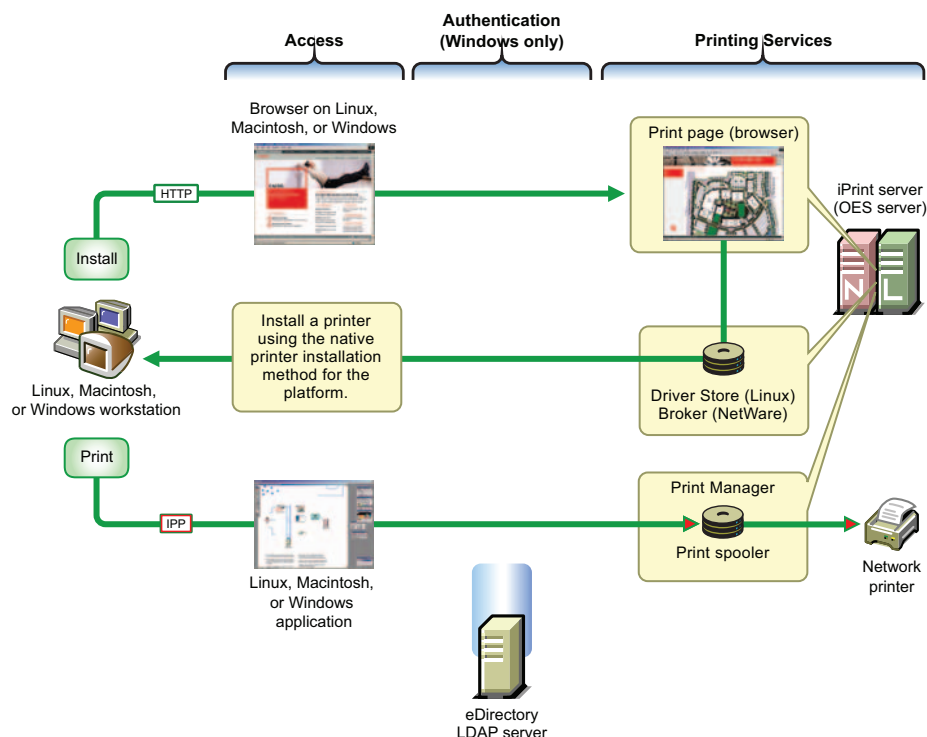 Access
Authentication
(Windows only)
Printing Services
Browser on Linux,
Macintosh, or Windows
Print page (browser)
HTTP
iPrint server
(OES server)
N
L
Install
Install a printer
using the native
printer installation
method for the
platform.
Linux, Macintosh,
or Windows workstation
Driver Store (Linux)
Broker (NetWare)
Print
IPP
Print Manager
Print spooler
Linux, Macintosh,
or Windows
application
Network
printer
eDirectory
LDAP server